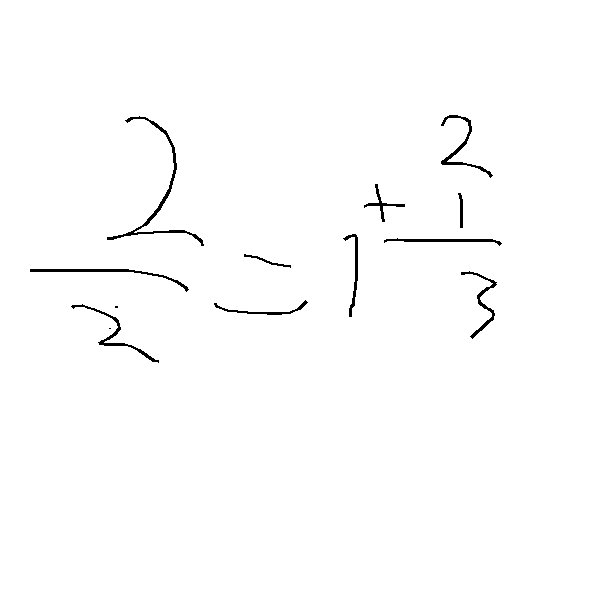 2/2 = 1
2
+ 1
3